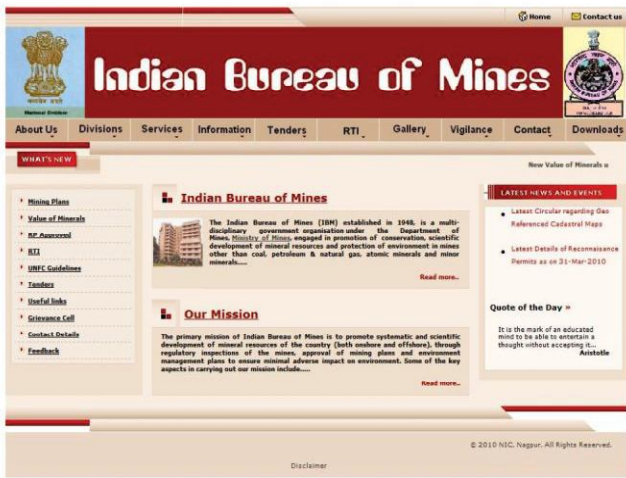 Home Contact us
Indian Bureau of Mines
About Us Divisions Services Information Tenders RTI Gallery Vigilance Contact Downloads
WHAT'S NEW
New Value of Minerals
Mining Plans
Value of Minerals
RP Approved
RTI
UNFC Guidelines
Tenders
Useful links
Grievance Cell
Contact Details
Feedback
Indian Bureau of Mines
The Indian Bureau of Mines (IBM) established in 1948, is a multi-
disciplinary government organisation under the Department of
Mines, Ministry of Mines, engaged in promotion of conservation, scientific
development of mineral resources and protection of environment in mines
other than coal, petroleum & natural gas, atomic minerals and minor
minerals.....
Read more..
Our Mission
The primary mission of Indian Bureau of Mines is to promote systematic and scientific
development of mineral resources of the country (both onshore and offshore), through
regulatory inspections of the mines, approval of mining plans and environment
management plans to ensure minimal adverse impact on environment. Some of the key
aspects in carrying out our mission include.....
Read more..
LATEST NEWS AND EVENTS
Latest Circular regarding Geo
Referenced Cadastral Maps
Latest Details of Reconnaisance
Permits as on 31-Mar-2010
Quote of the Day »
It is the mark of an educated
mind to be able to entertain a
thought without accepting it...
Aristotle
© 2010 NIC, Nagpur. All Rights Reserved.
Disclaimer